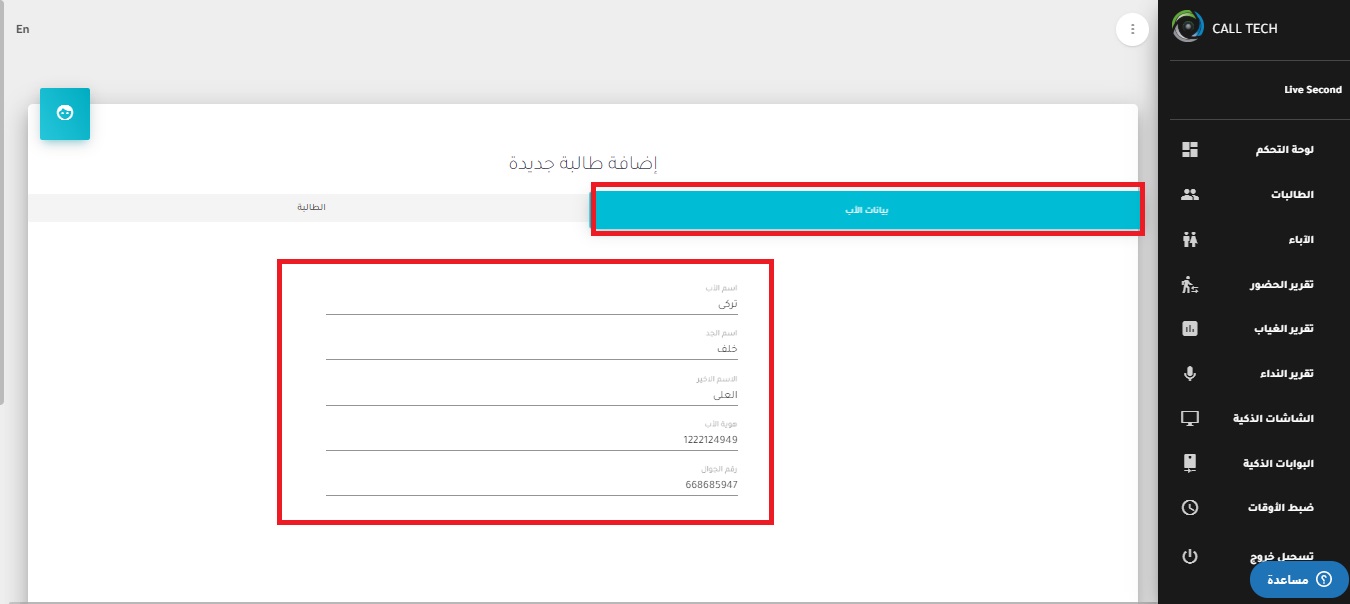 CALL TECH
Live Second
لوحة التحكم
الطالبات
الآباء
تقرير الحضور
تقرير الغياب
تقرير النداء
الشاشات الذكية
البوابات الذكية
ضبط الأوقات
تسجيل خروج
مساعدة
En
إضافة طالبة جديدة
بيانات الأب
الطالبة
اسم الأب
تركي
اسم الجد
خلف
الاسم الاخير
العلي
هوية الأب
1222124949
رقم الجوال
668685947